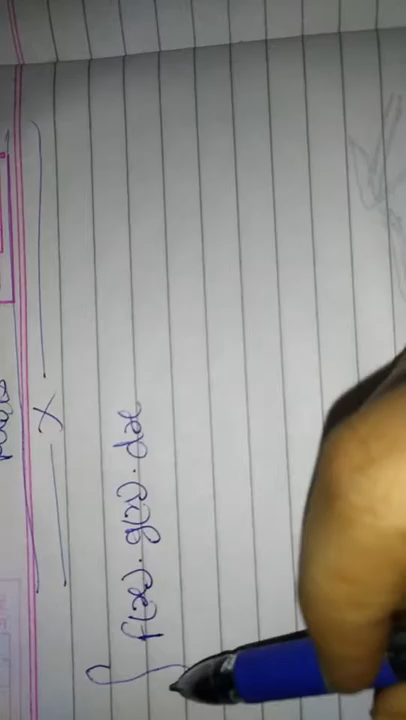 ∫ f(x) · g(x) · dx